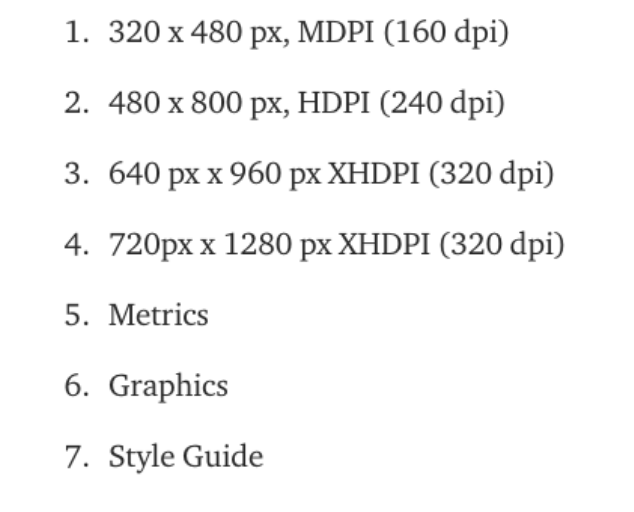 1. 320 x 480 px, MDPI (160 dpi)
2. 480 x 800 px, HDPI (240 dpi)
3. 640 px x 960 px XHDPI (320 dpi)
4. 720px x 1280 px XHDPI (320 dpi)
5. Metrics
6. Graphics
7. Style Guide